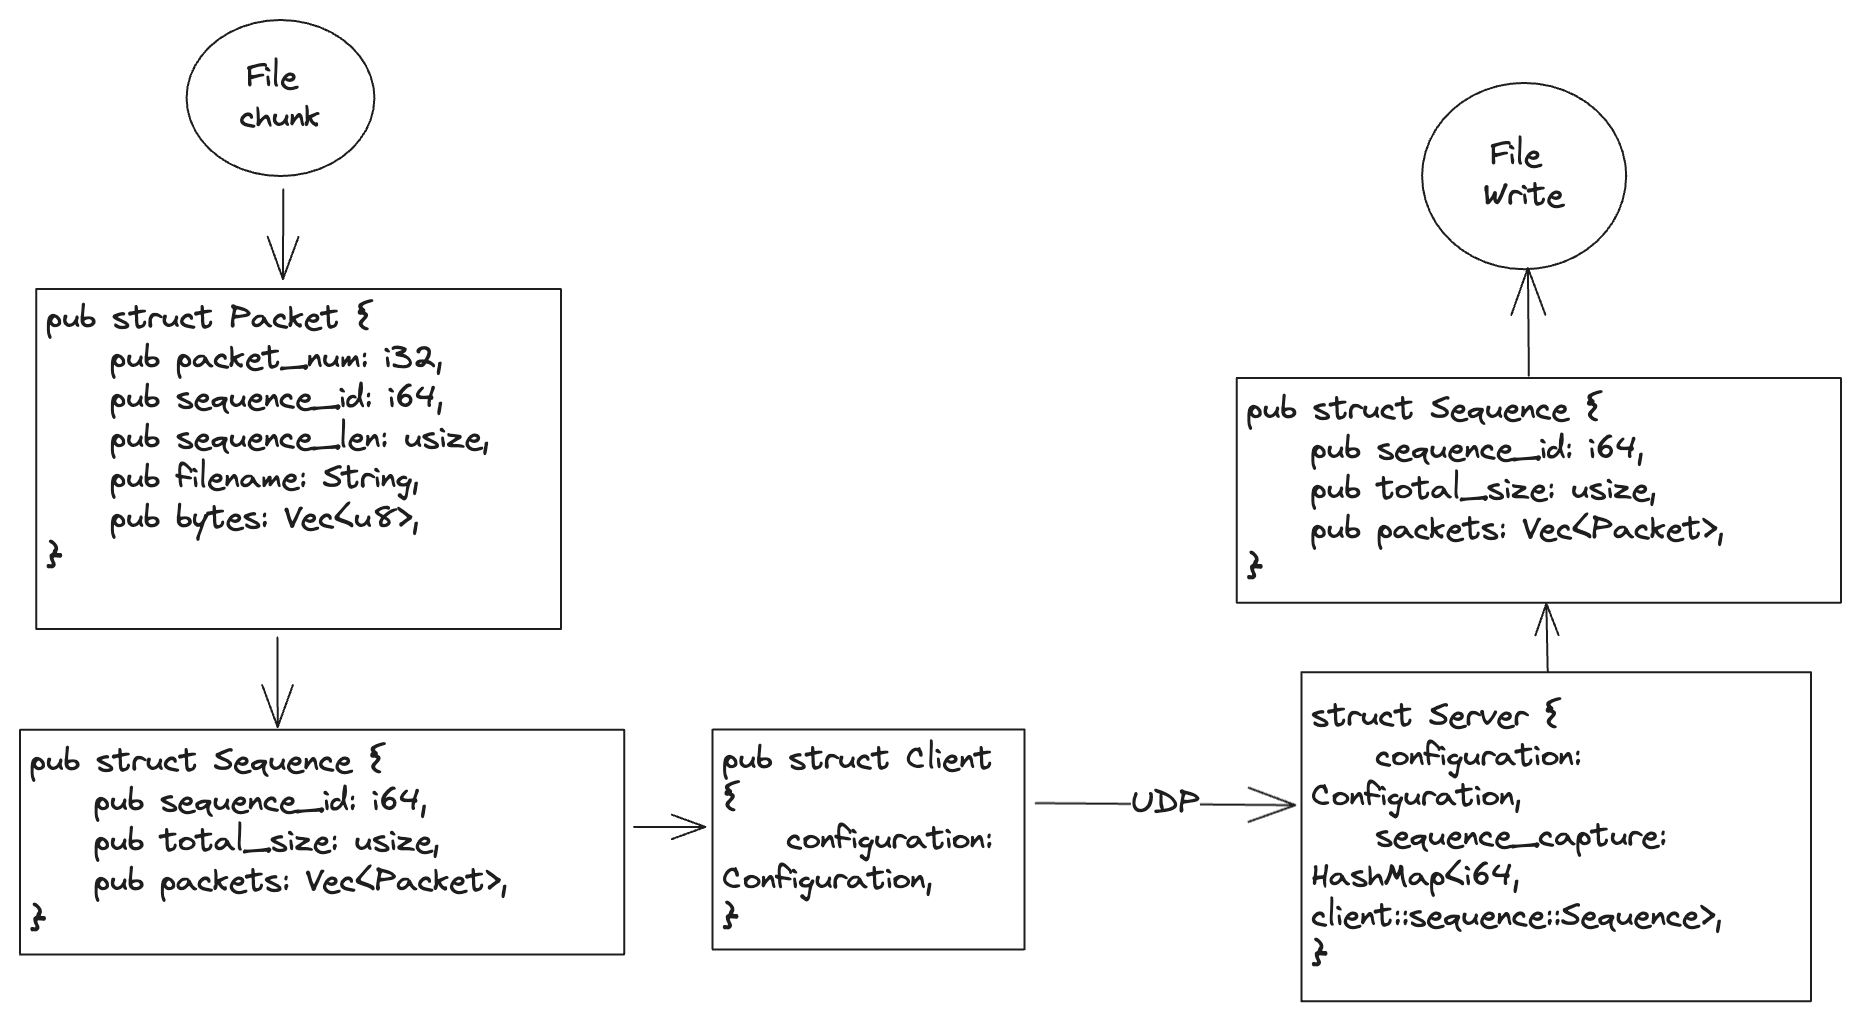 File
chunk
pub struct Packet {
pub packet_num: i32,
pub sequence_id: i64,
pub sequence_len: usize,
pub filename: String,
pub bytes: Vec<u8>,
}
pub struct Sequence {
pub sequence_id: i64,
pub total_size: usize,
pub packets: Vec<Packet>,
}
pub struct Client
{
configuration:
Configuration,
}
UDP
struct Server {
configuration:
Configuration,
sequence_capture:
HashMap<i64,
client::sequence::Sequence>,
}
pub struct Sequence {
pub sequence_id: i64,
pub total_size: usize,
pub packets: Vec<Packet>,
}
File
Write